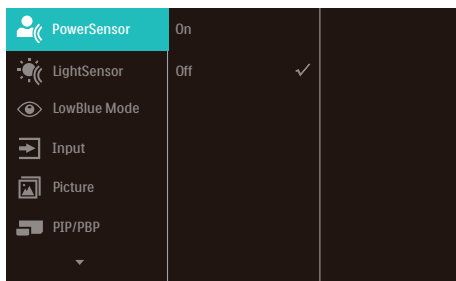 PowerSensor
On
LightSensor
Off
LowBlue Mode
Input
Picture
PIP/PBP